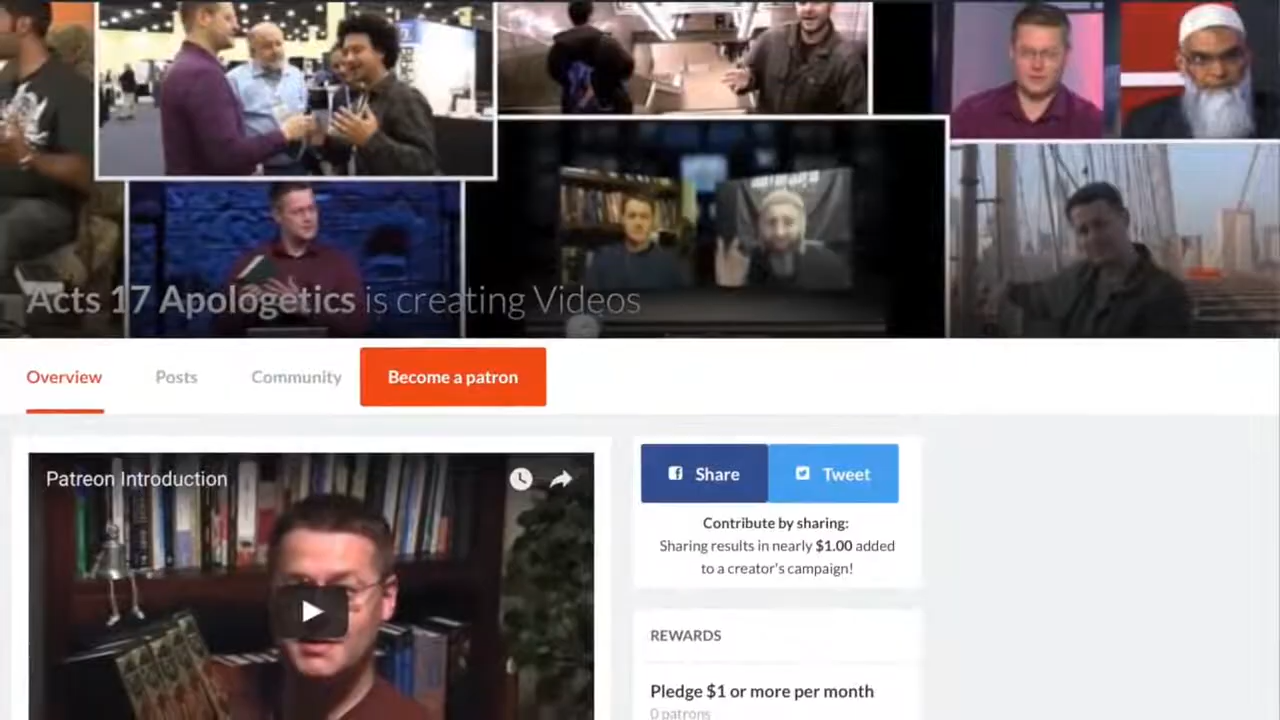 Acts 17 Apologetics is creating Videos
Overview
Posts
Community
Become a patron
Patreon Introduction
Share
Tweet
Contribute by sharing:
Sharing results in nearly $1.00 added
to a creator's campaign!
REWARDS
Pledge $1 or more per month
0 patrons